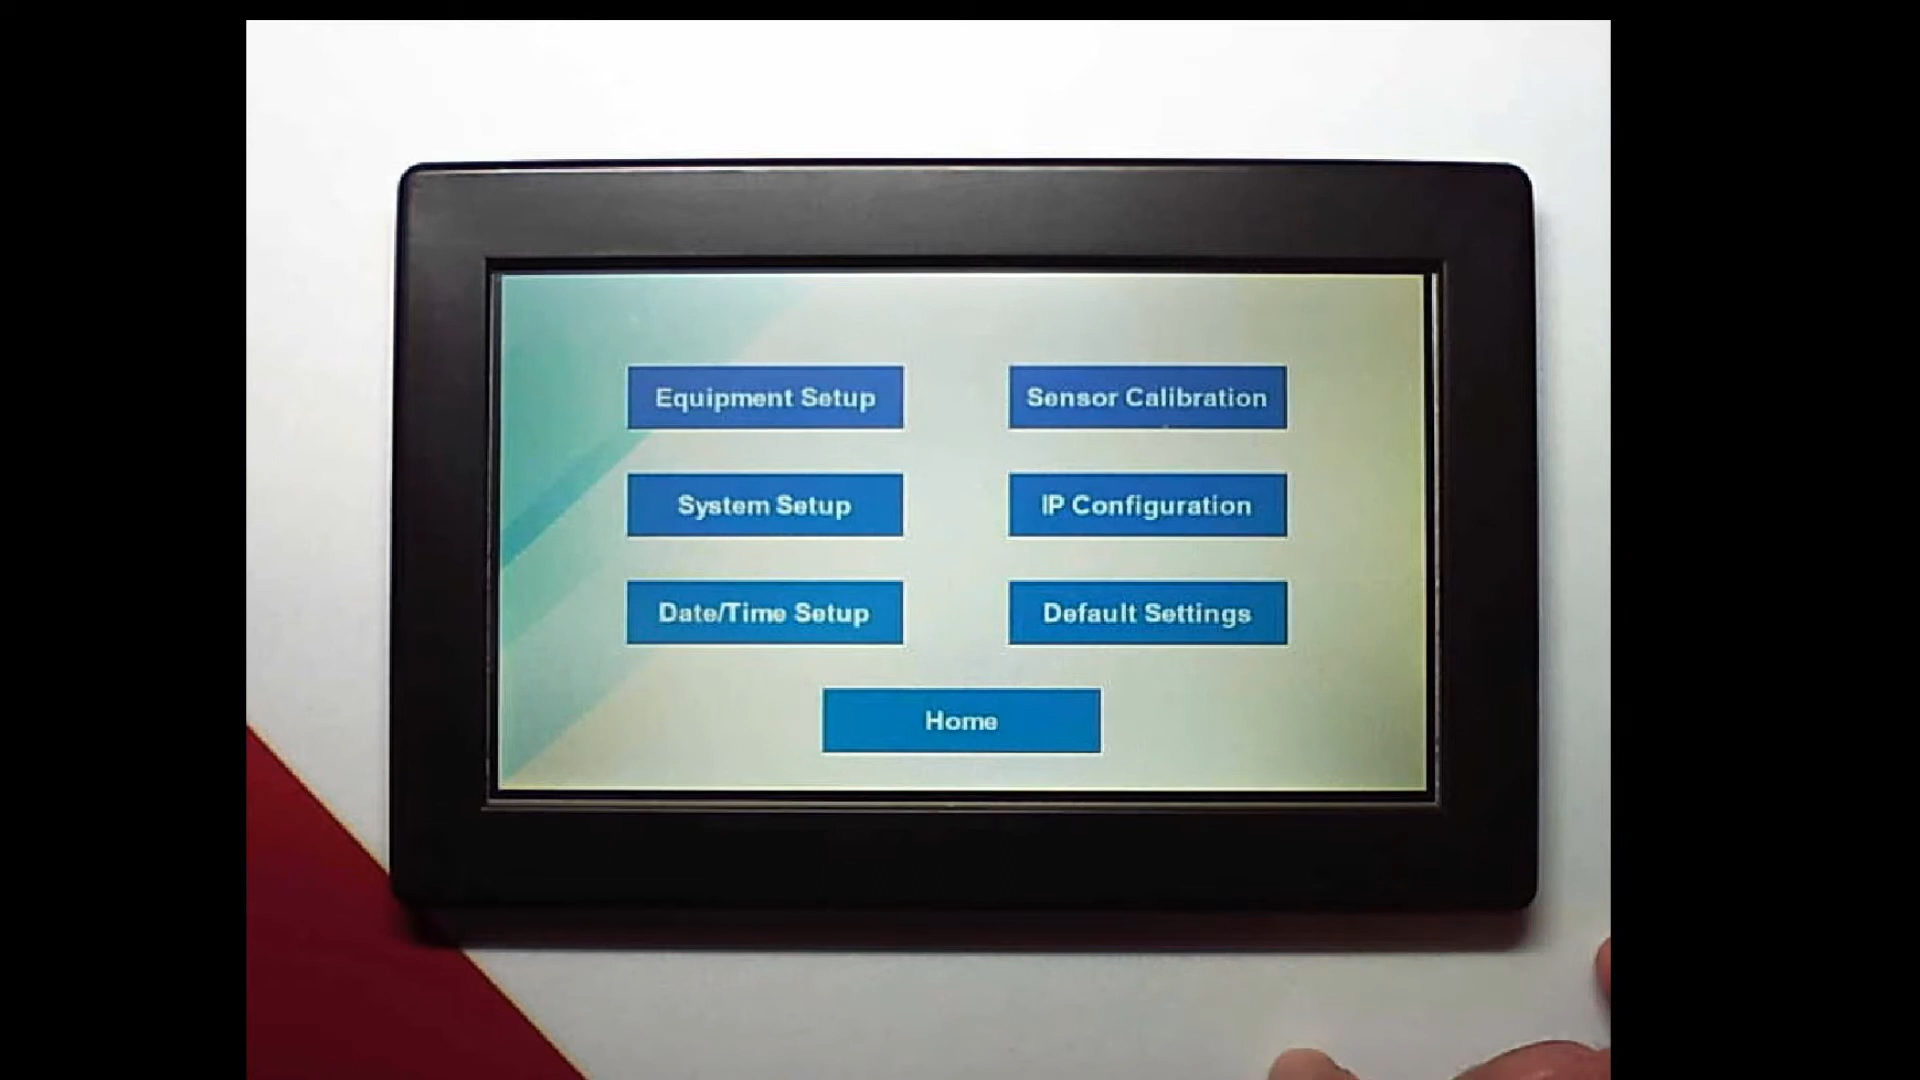 Equipment Setup
Sensor Calibration
System Setup
IP Configuration
Date/Time Setup
Default Settings
Home